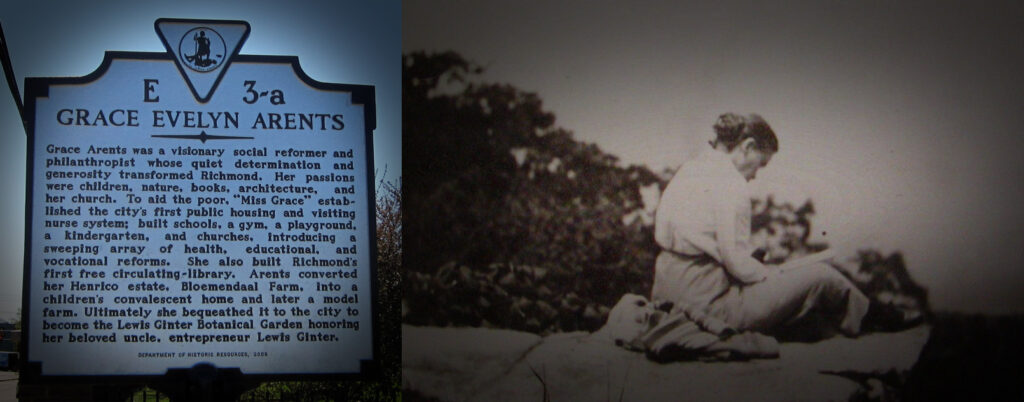 E 3-a
GRACE EVELYN ARENTS
Grace Arents was a visionary social reformer and
philanthropist whose quiet determination and
generosity transformed Richmond. Her passions
were children, nature, books, architecture, and
her church. To aid the poor, "Miss Grace" estab-
lished the city's first public housing and visiting
nurse system; built schools, a gym, a playground,
a kindergarten, and churches, introducing a
sweeping array of health, educational, and
vocational reforms. She also built Richmond's
first free circulating-library. Arents converted
her Henrico estate, Bloemendaal Farm, into a
children's convalescent home and later a model
farm. Ultimately she bequeathed it to the city to
become the Lewis Ginter Botanical Garden honoring
her beloved uncle, entrepreneur Lewis Ginter.
DEPARTMENT OF HISTORIC RESOURCES, 2006